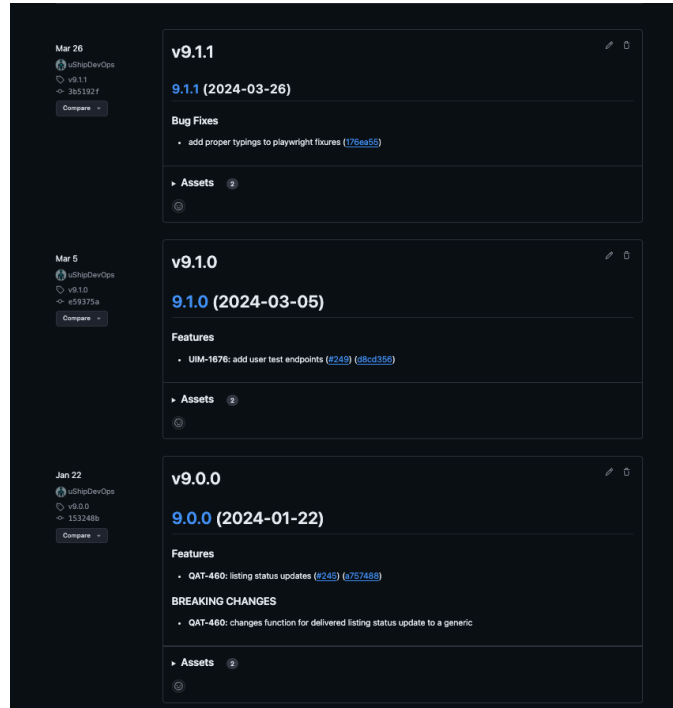 Mar 26
uShipDevOps
v9.1.1
3b5192f
Compare
v9.1.1
9.1.1 (2024-03-26)
Bug Fixes
add proper typings to playwright fixures (176ea55)
Assets 2
Mar 5
uShipDevOps
v9.1.0
e59375a
Compare
v9.1.0
9.1.0 (2024-03-05)
Features
UIM-1676: add user test endpoints (#249) (d8cd356)
Assets 2
Jan 22
uShipDevOps
v9.0.0
153248b
Compare
v9.0.0
9.0.0 (2024-01-22)
Features
QAT-460: listing status updates (#245) (a757488)
BREAKING CHANGES
QAT-460: changes function for delivered listing status update to a generic
Assets 2